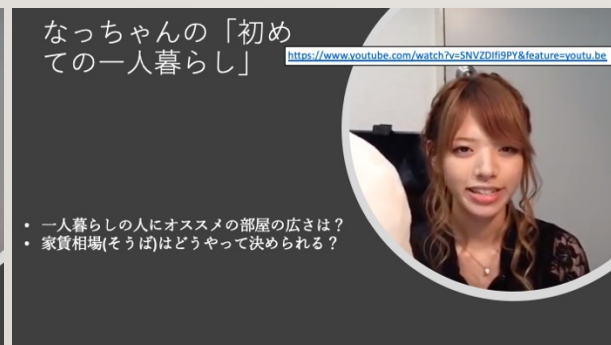 なっちゃんの「初め
ての一人暮らし」
https://www.youtube.com/watch?v=SNVZDlfi9PY&feature=youtu.be
• 一人暮らしの人にオススメの部屋の広さは？
• 家賃相場(そうば)はどうやって決められる？